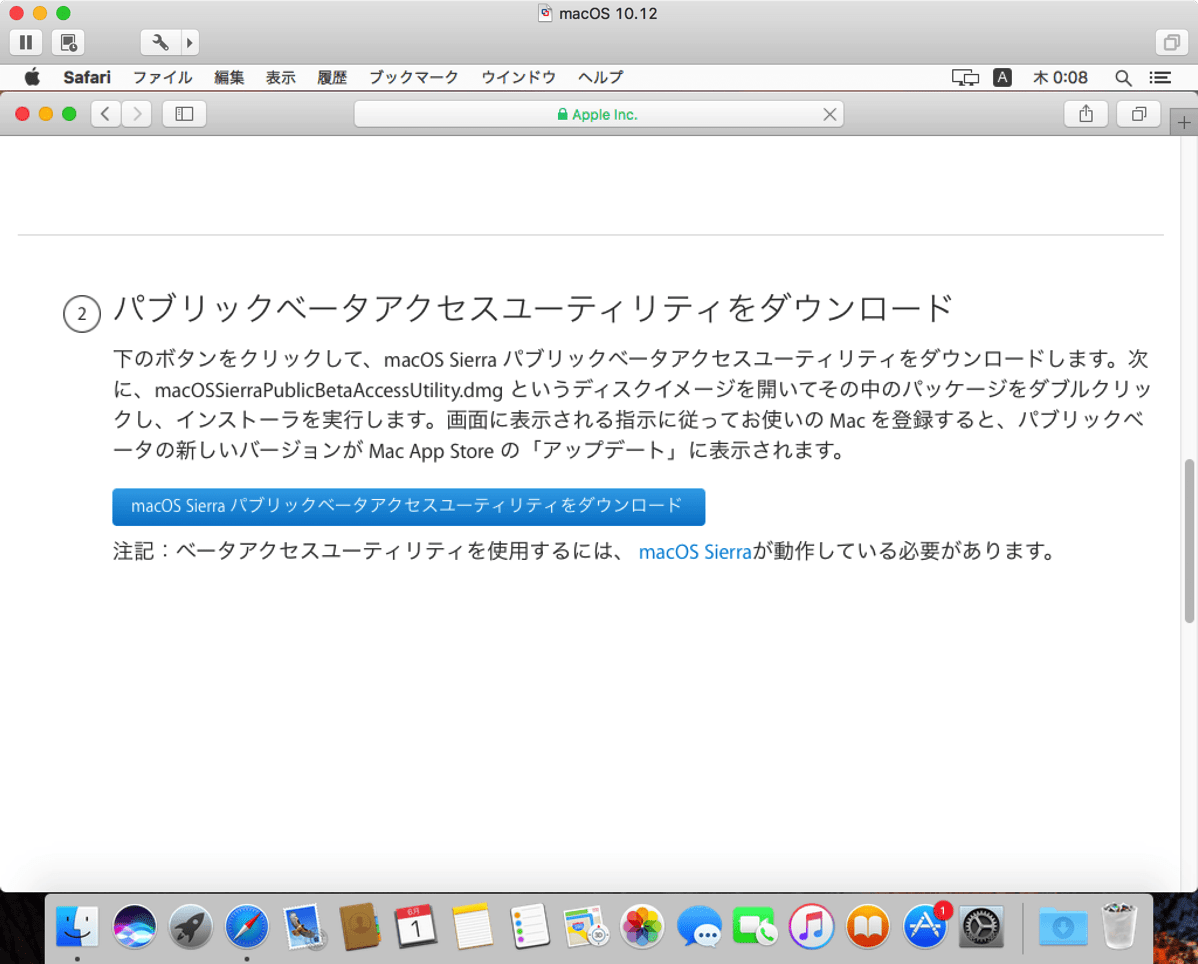 macOS 10.12
Safari ファイル 編集 表示 履歴 ブックマーク ウインドウ ヘルプ A 木 0:08
Apple Inc.
2 パブリックベータアクセスユーティリティをダウンロード
下のボタンをクリックして、macOS Sierra パブリックベータアクセスユーティリティをダウンロードします。次
に、macOSSierraPublicBetaAccessUtility.dmg というディスクイメージを開いてその中のパッケージをダブルクリッ
クし、インストーラを実行します。画面に表示される指示に従ってお使いの Mac を登録すると、パブリックベ
ータの新しいバージョンが Mac App Store の「アップデート」に表示されます。
macOS Sierra パブリックベータアクセスユーティリティをダウンロード
注記：ベータアクセスユーティリティを使用するには、 macOS Sierraが動作している必要があります。
6月
1
3D
1